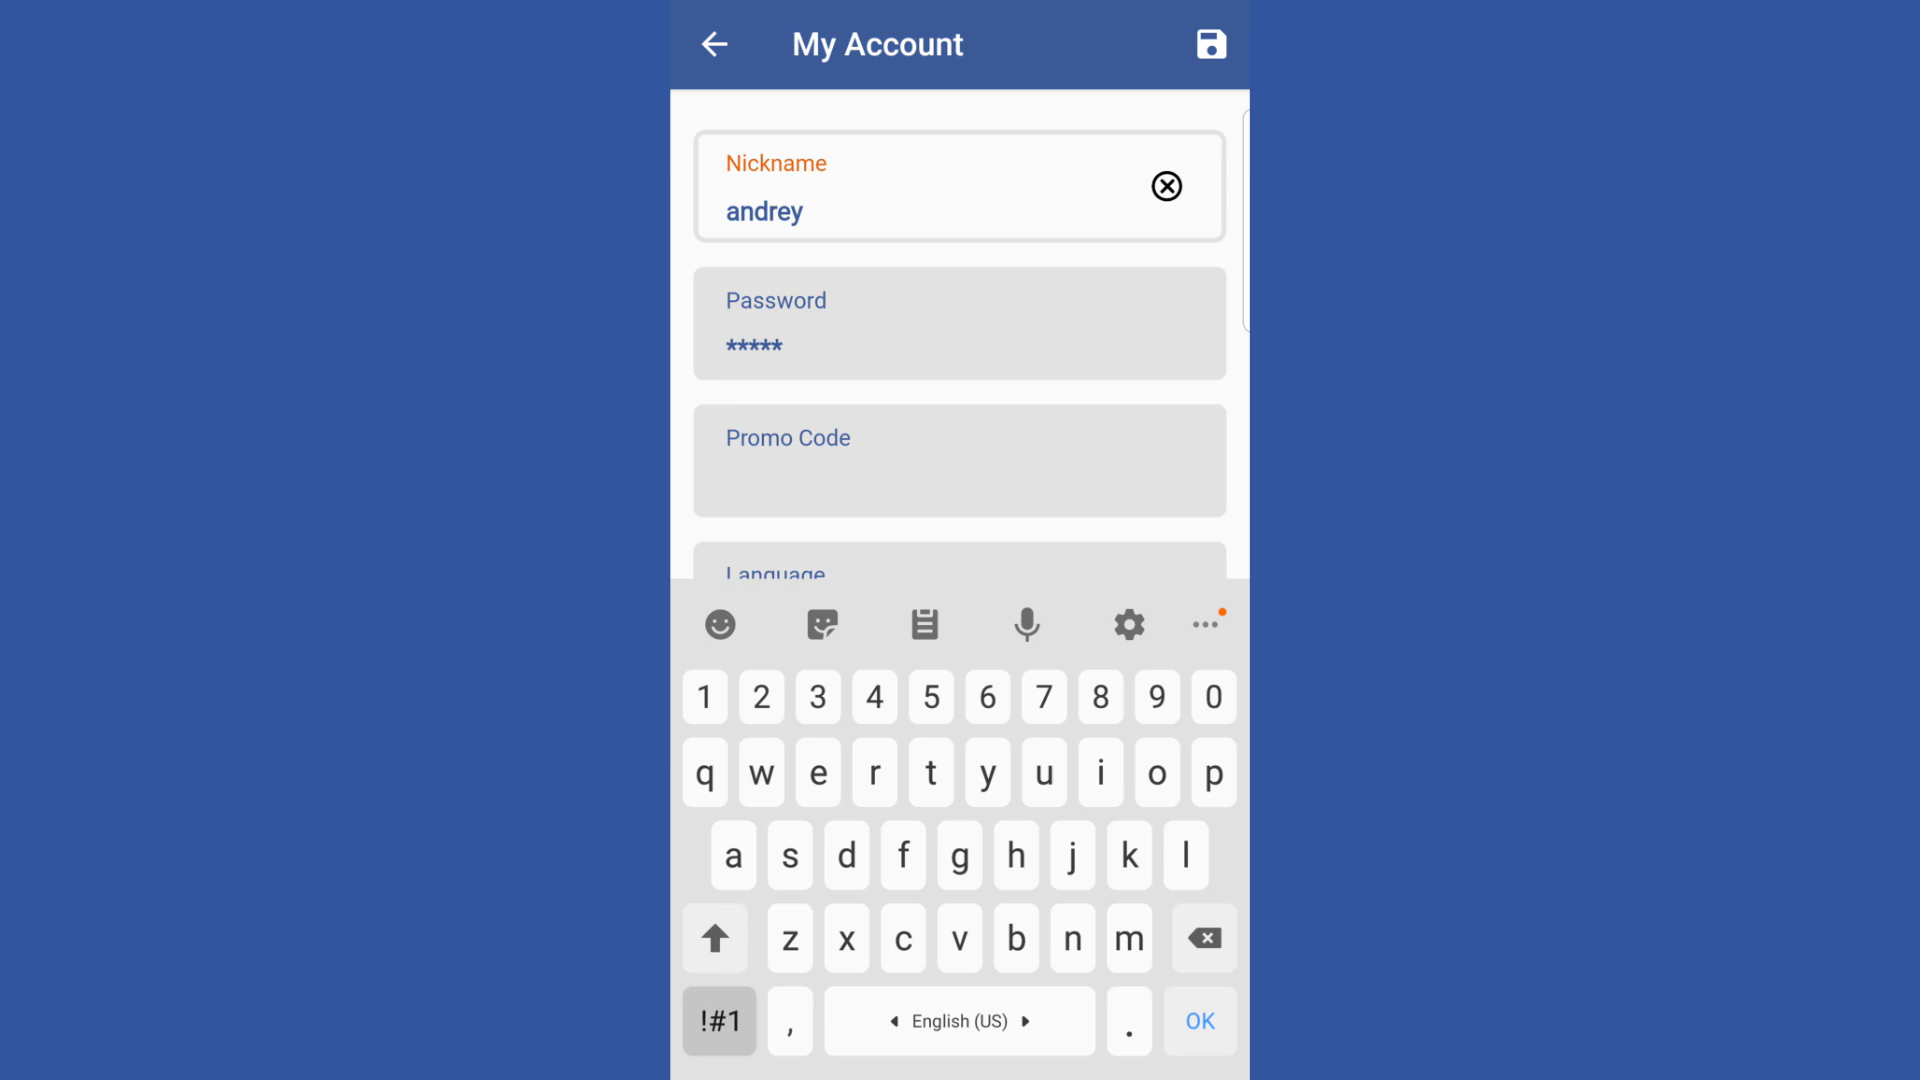 My Account
Nickname
andrey
Password
*****
Promo Code
Language
1 2 3 4 5 6 7 8 9 0
q w e r t y u i o p
a s d f g h j k l
z x c v b n m
!#1 , English (US) . OK